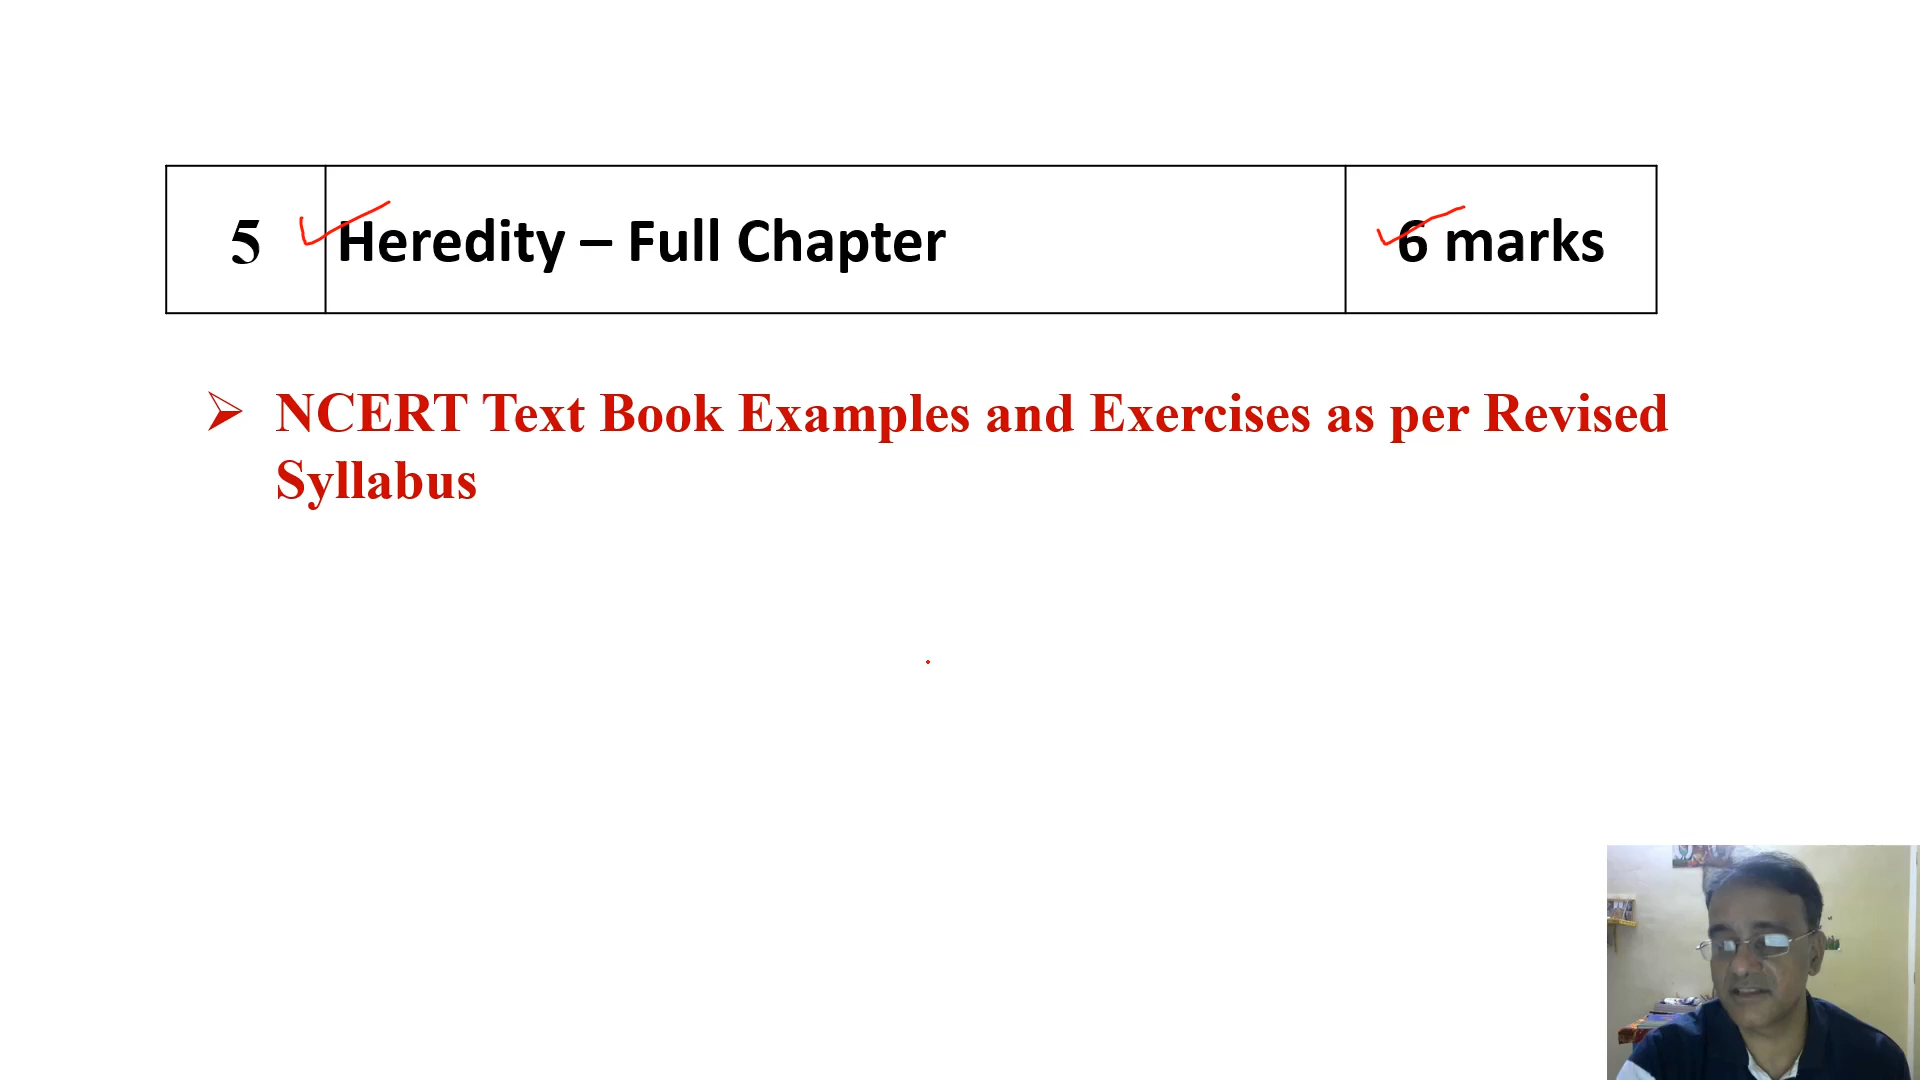 5 Heredity – Full Chapter 6 marks
➢ NCERT Text Book Examples and Exercises as per Revised
Syllabus